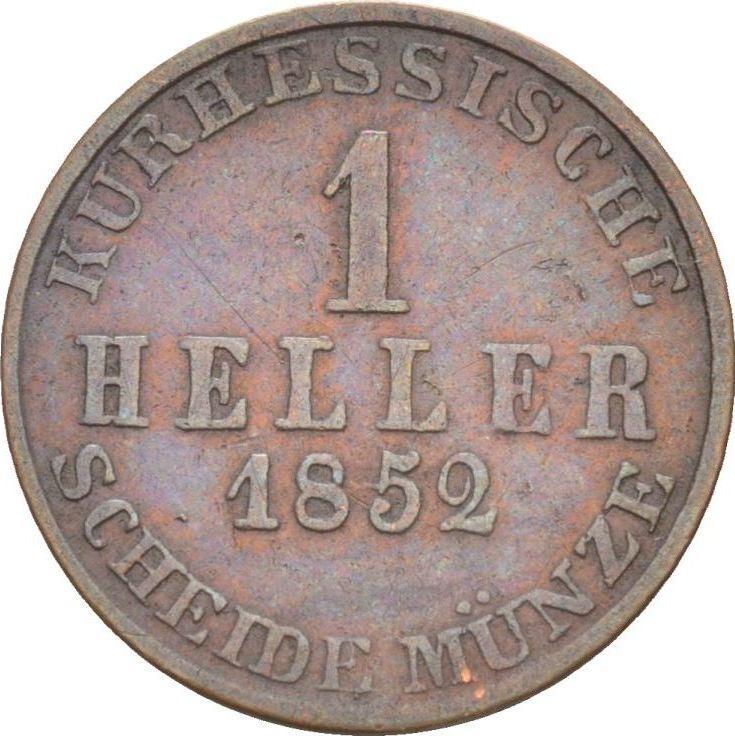 KURHESSISCHE
1
HELLER
1852
SCHEIDE MÜNZE